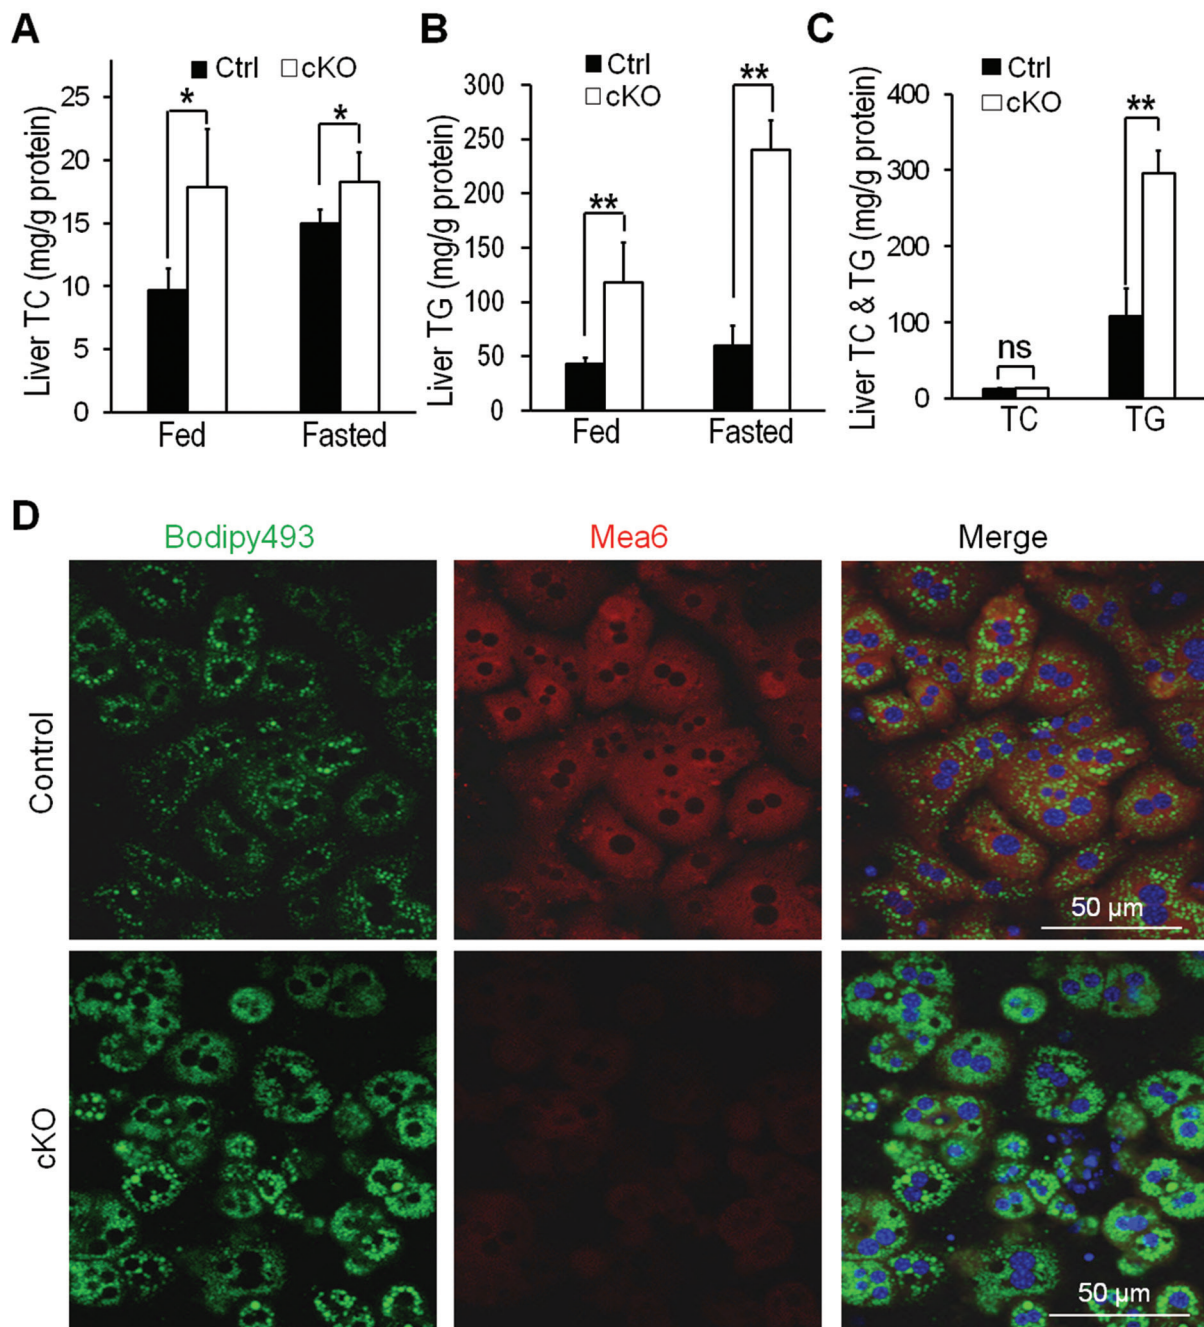 A
Ctrl cKO
Liver TC (mg/g protein)
25
20
15
10
5
0
*
*
Fed Fasted
B
Ctrl
cKO
Liver TG (mg/g protein)
300
250
200
150
100
50
0
**
**
Fed Fasted
C
Ctrl
cKO
Liver TC & TG (mg/g protein)
400
300
200
100
0
ns
**
TC TG
D
Bodipy493 Mea6 Merge
Control
50 µm
cKO
50 µm